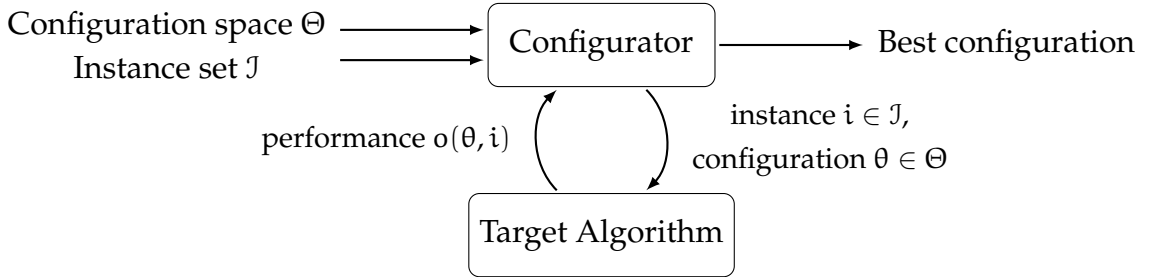 Configuration space Θ
Instance set ℐ
Configurator
Best configuration
performance o(θ, i)
instance i ∈ ℐ,
configuration θ ∈ Θ
Target Algorithm